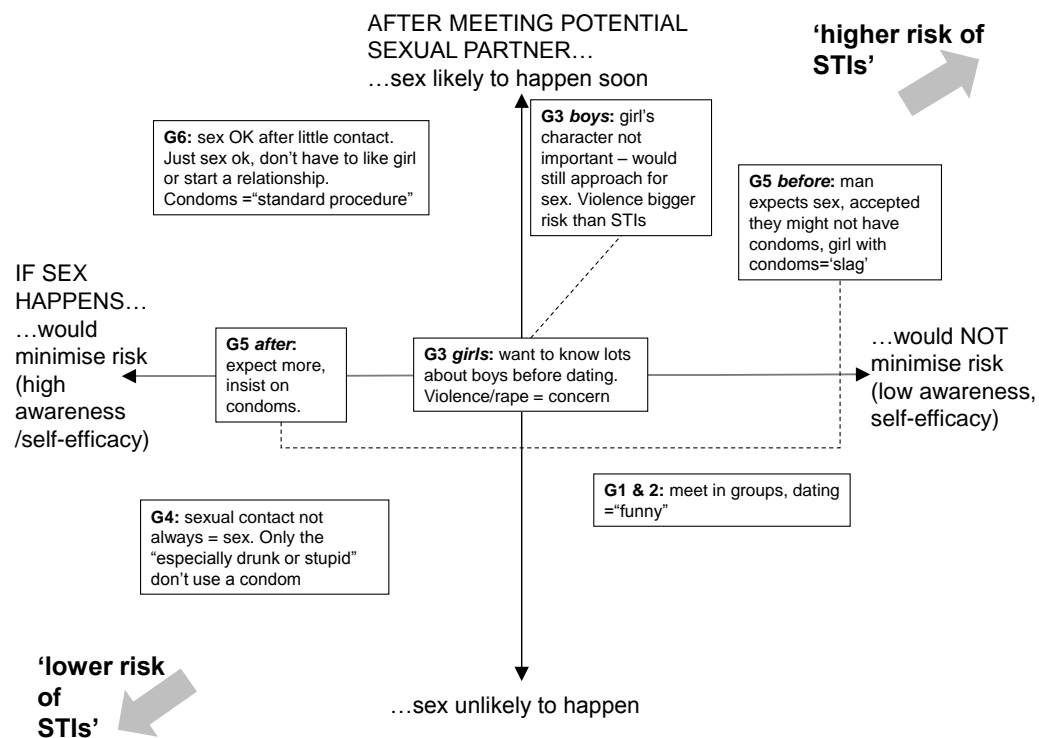 AFTER MEETING POTENTIAL
SEXUAL PARTNER…
…sex likely to happen soon
‘higher risk of
STIs’
G6: sex OK after little contact.
Just sex ok, don’t have to like girl
or start a relationship.
Condoms =“standard procedure”
G3 boys: girl’s
character not
important – would
still approach for
sex. Violence bigger
risk than STIs
G5 before: man
expects sex, accepted
they might not have
condoms, girl with
condoms=‘slag’
IF SEX
HAPPENS…
…would
minimise risk
(high
awareness
/self-efficacy)
G5 after:
expect more,
insist on
condoms.
G3 girls: want to know lots
about boys before dating.
Violence/rape = concern
…would NOT
minimise risk
(low awareness,
self-efficacy)
G4: sexual contact not
always = sex. Only the
“especially drunk or stupid”
don’t use a condom
G1 & 2: meet in groups, dating
=“funny”
‘lower risk
of
STIs’
…sex unlikely to happen